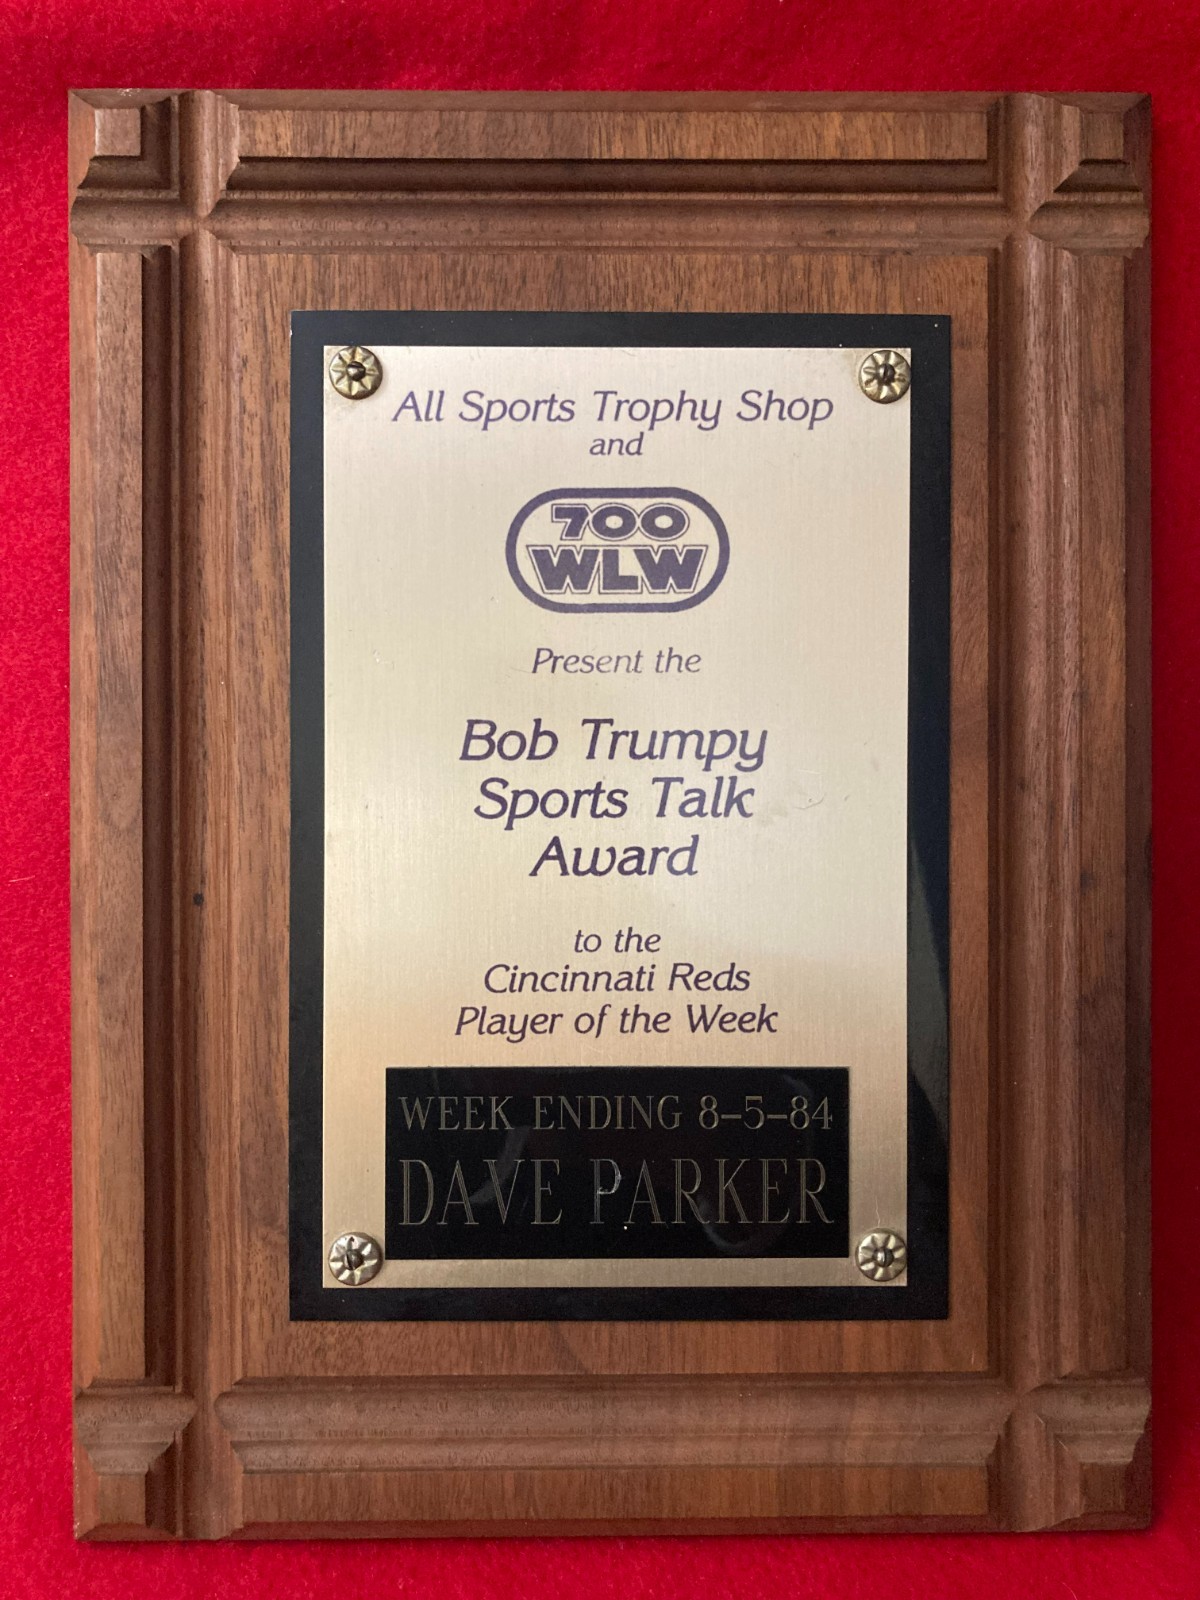 All Sports Trophy Shop
and
700
WLW
Present the
Bob Trumpy
Sports Talk
Award
to the
Cincinnati Reds
Player of the Week
WEEK ENDING 8-5-84
DAVE PARKER